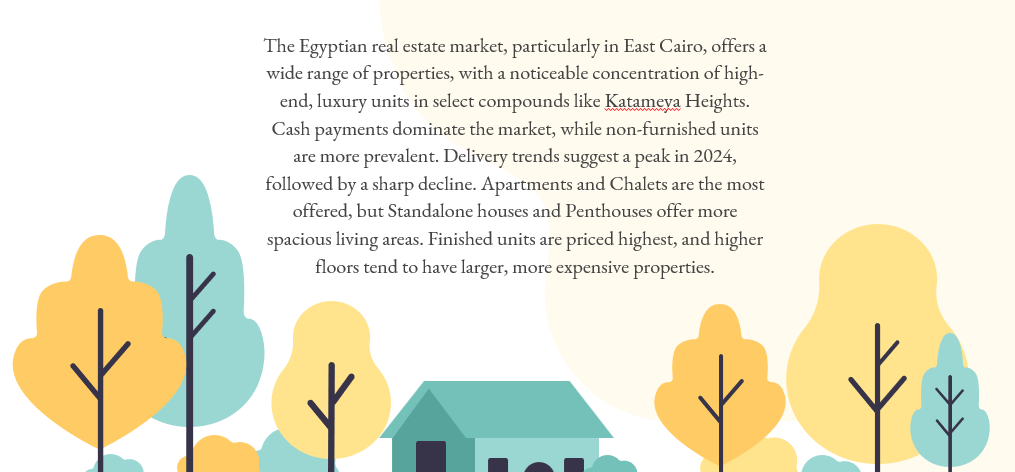 The Egyptian real estate market, particularly in East Cairo, offers a
wide range of properties, with a noticeable concentration of high-
end, luxury units in select compounds like Katameya Heights.
Cash payments dominate the market, while non-furnished units
are more prevalent. Delivery trends suggest a peak in 2024,
followed by a sharp decline. Apartments and Chalets are the most
offered, but Standalone houses and Penthouses offer more
spacious living areas. Finished units are priced highest, and higher
floors tend to have larger, more expensive properties.